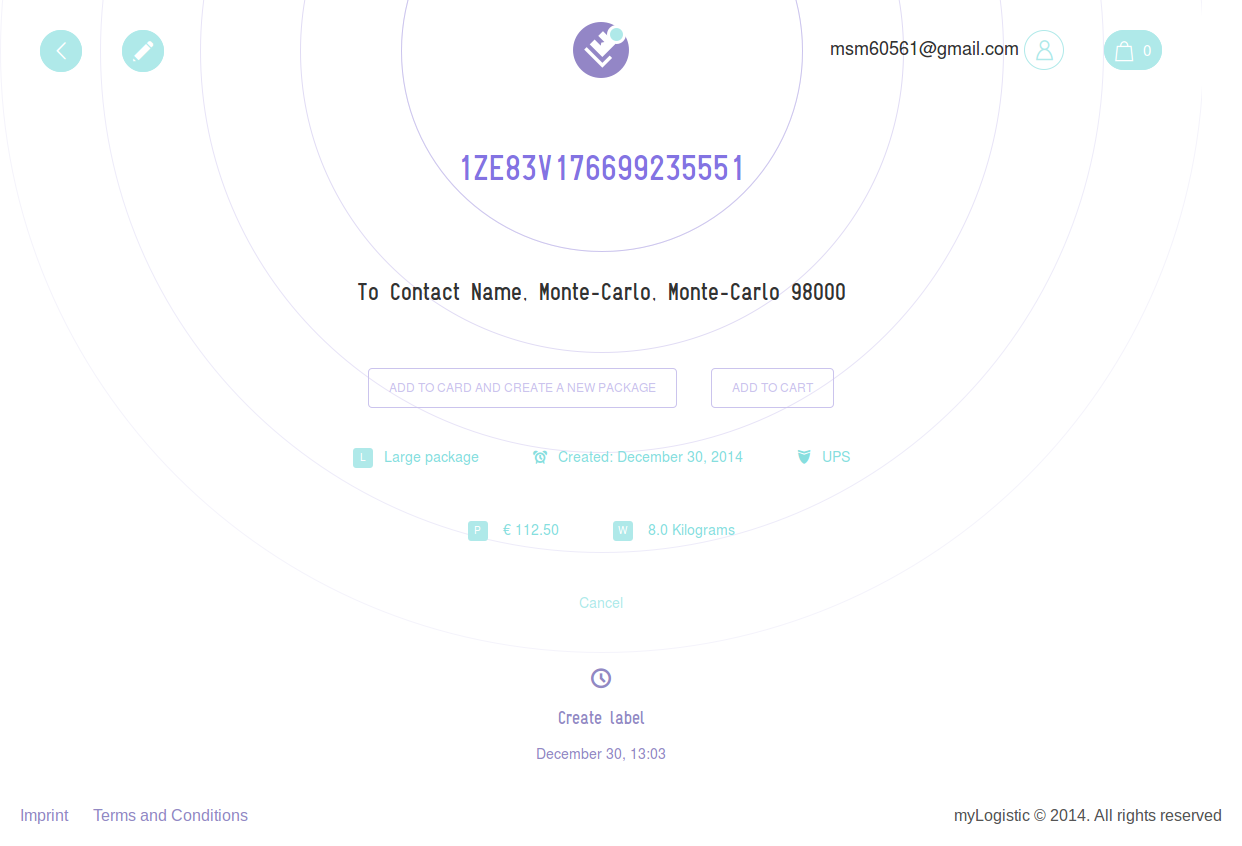 msm60561@gmail.com 0
1ZE83V176699235551
To Contact Name, Monte-Carlo, Monte-Carlo 98000
ADD TO CARD AND CREATE A NEW PACKAGE ADD TO CART
L Large package Created: December 30, 2014 UPS
P € 112.50 W 8.0 Kilograms
Cancel
Create label
December 30, 13:03
Imprint Terms and Conditions myLogistic © 2014. All rights reserved